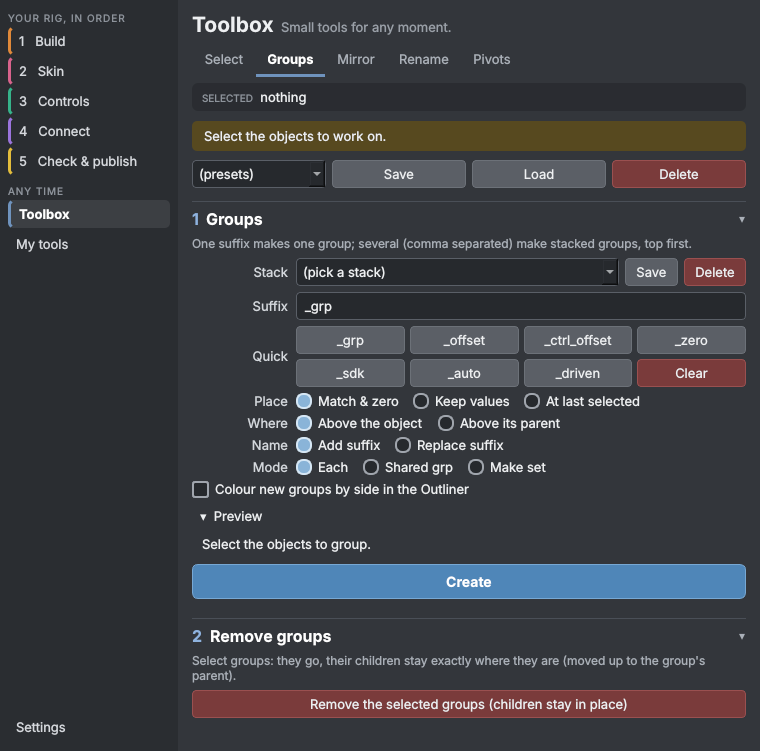 YOUR RIG, IN ORDER
1 Build
2 Skin
3 Controls
4 Connect
5 Check & publish
ANY TIME
Toolbox
My tools
Settings
Toolbox Small tools for any moment.
Select Groups Mirror Rename Pivots
SELECTED nothing
Select the objects to work on.
(presets) Save Load Delete
1 Groups
One suffix makes one group; several (comma separated) make stacked groups, top first.
Stack (pick a stack) Save Delete
Suffix _grp
Quick _grp _offset _ctrl_offset _zero
_sdk _auto _driven Clear
Place Match & zero Keep values At last selected
Where Above the object Above its parent
Name Add suffix Replace suffix
Mode Each Shared grp Make set
Colour new groups by side in the Outliner
Preview
Select the objects to group.
Create
2 Remove groups
Select groups: they go, their children stay exactly where they are (moved up to the group's
parent).
Remove the selected groups (children stay in place)